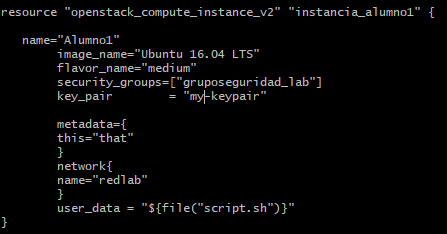 resource "openstack_compute_instance_v2" "instancia_alumno1" {
name="Alumno1"
image_name="Ubuntu 16.04 LTS"
flavor_name="medium"
security_groups=["gruposeguridad_lab"]
key_pair = "my-keypair"
metadata={
this="that"
}
network{
name="redlab"
}
user_data = "${file("script.sh")}"
}